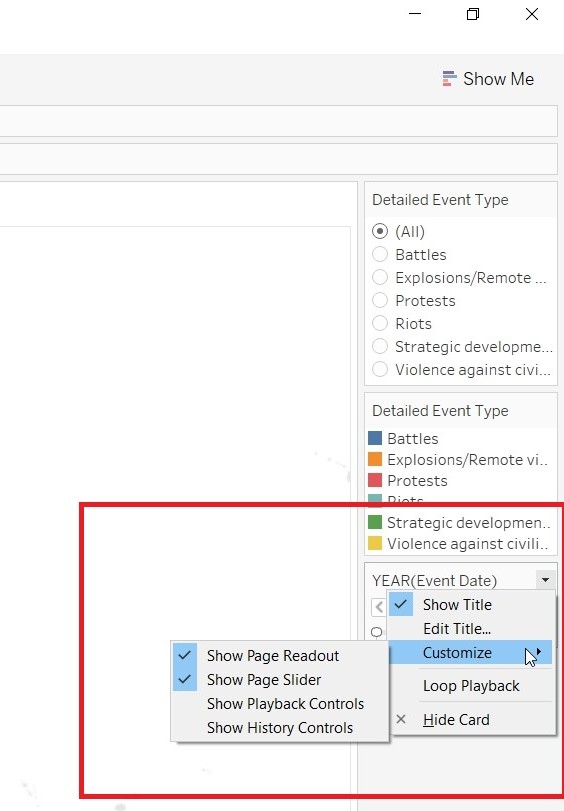 Show Me
Detailed Event Type
(All)
Battles
Explosions/Remote ...
Protests
Riots
Strategic developme...
Violence against civi...
Detailed Event Type
Battles
Explosions/Remote vi..
Protests
Riots
Strategic developmen..
Violence against civili..
YEAR(Event Date)
Show Title
Edit Title...
Customize
Loop Playback
Hide Card
Show Page Readout
Show Page Slider
Show Playback Controls
Show History Controls